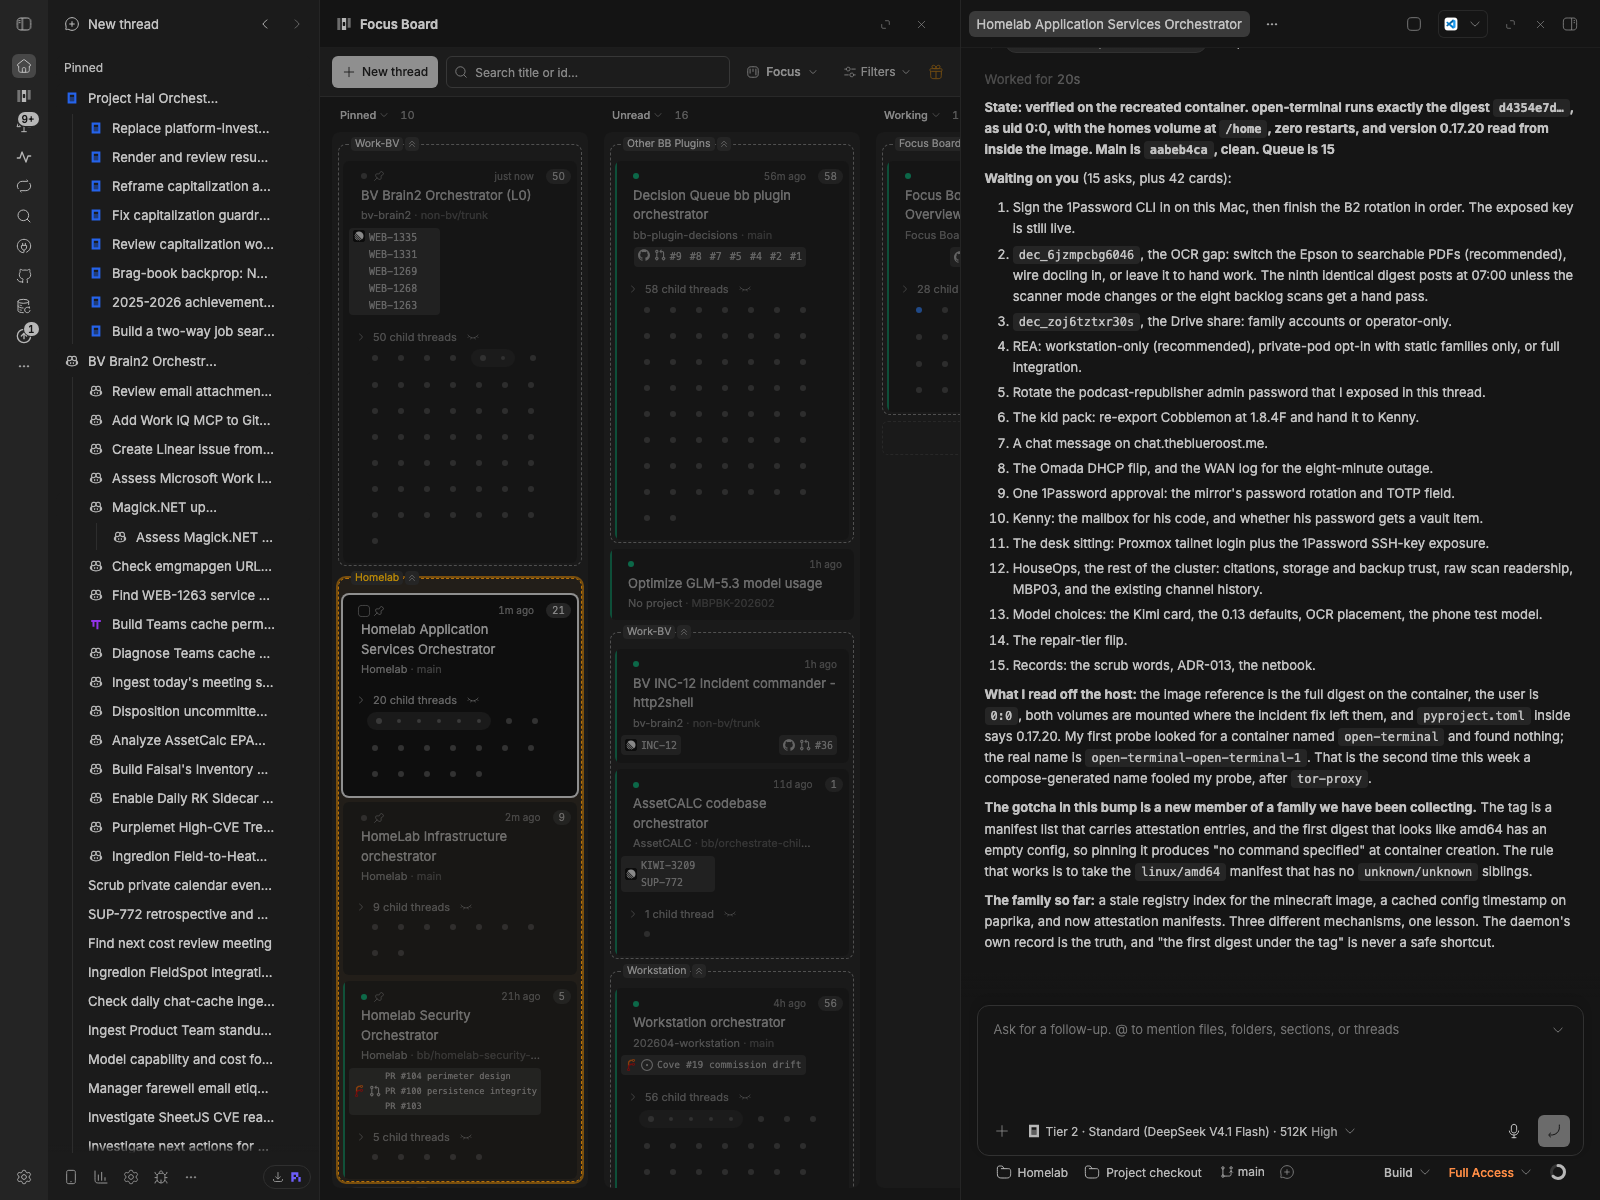 New thread
Pinned
Project Hal Orchest...
Replace platform-invest...
Render and review resu...
Reframe capitalization a...
Fix capitalization guardr...
Review capitalization wo...
Brag-book backprop: N...
2025-2026 achievement...
Build a two-way job sear...
BV Brain2 Orchestr...
Review email attachmen...
Add Work IQ MCP to Git...
Create Linear issue from...
Assess Microsoft Work I...
Magick.NET up...
Assess Magick.NET ...
Check emgmapgen URL...
Find WEB-1263 service ...
Build Teams cache perm...
Diagnose Teams cache ...
Ingest today's meeting s...
Disposition uncommitte...
Analyze AssetCalc EPA...
Build Faisal's Inventory ...
Enable Daily RK Sidecar ...
Purplemet High-CVE Tre...
Ingredion Field-to-Heat...
Scrub private calendar even...
SUP-772 retrospective and ...
Find next cost review meeting
Ingredion FieldSpot integrati...
Check daily chat-cache inge...
Ingest Product Team standu...
Model capability and cost fo...
Manager farewell email etiq...
Investigate SheetJS CVE rea...
Investigate next actions for ...
9+
1
Focus Board
New thread
Search title or id...
Focus
Filters
Pinned 10
Work-BV
just now 50
BV Brain2 Orchestrator (L0)
bv-brain2 · non-bv/trunk
WEB-1335
WEB-1331
WEB-1269
WEB-1268
WEB-1263
50 child threads
Homelab
1m ago 21
Homelab Application
Services Orchestrator
Homelab · main
20 child threads
2m ago 9
HomeLab Infrastructure
orchestrator
Homelab · main
9 child threads
21h ago 5
Homelab Security
Orchestrator
Homelab · bb/homelab-security-...
PR #104 perimeter design
PR #100 persistence integrity
PR #103
5 child threads
Unread 16
Other BB Plugins
56m ago 58
Decision Queue bb plugin
orchestrator
bb-plugin-decisions · main
#9 #8 #7 #5 #4 #2 #1
58 child threads
1h ago
Optimize GLM-5.3 model usage
No project · MBPBK-202602
Work-BV
1h ago
BV INC-12 Incident commander -
http2shell
bv-brain2 · non-bv/trunk
INC-12
#36
11d ago 1
AssetCALC codebase
orchestrator
AssetCALC · bb/orchestrate-chil...
KIWI-3209
SUP-772
1 child thread
Workstation
4h ago 56
Workstation orchestrator
202604-workstation · main
Cove #19 commission drift
56 child threads
Working 1
Focus Board
Focus Bo
Overview
Focus Boa
28 child
Homelab Application Services Orchestrator
Worked for 20s
State: verified on the recreated container. open-terminal runs exactly the digest d4354e7d… ,
as uid 0:0, with the homes volume at /home , zero restarts, and version 0.17.20 read from
inside the image. Main is aabeb4ca , clean. Queue is 15
Waiting on you (15 asks, plus 42 cards):
1. Sign the 1Password CLI in on this Mac, then finish the B2 rotation in order. The exposed key
is still live.
2. dec_6jzmpcbg6046 , the OCR gap: switch the Epson to searchable PDFs (recommended),
wire docling in, or leave it to hand work. The ninth identical digest posts at 07:00 unless the
scanner mode changes or the eight backlog scans get a hand pass.
3. dec_zoj6tztxr30s , the Drive share: family accounts or operator-only.
4. REA: workstation-only (recommended), private-pod opt-in with static families only, or full
integration.
5. Rotate the podcast-republisher admin password that I exposed in this thread.
6. The kid pack: re-export Cobblemon at 1.8.4F and hand it to Kenny.
7. A chat message on chat.theblueroost.me.
8. The Omada DHCP flip, and the WAN log for the eight-minute outage.
9. One 1Password approval: the mirror's password rotation and TOTP field.
10. Kenny: the mailbox for his code, and whether his password gets a vault item.
11. The desk sitting: Proxmox tailnet login plus the 1Password SSH-key exposure.
12. HouseOps, the rest of the cluster: citations, storage and backup trust, raw scan readership,
MBP03, and the existing channel history.
13. Model choices: the Kimi card, the 0.13 defaults, OCR placement, the phone test model.
14. The repair-tier flip.
15. Records: the scrub words, ADR-013, the netbook.
What I read off the host: the image reference is the full digest on the container, the user is
0:0 , both volumes are mounted where the incident fix left them, and pyproject.toml inside
says 0.17.20. My first probe looked for a container named open-terminal and found nothing;
the real name is open-terminal-open-terminal-1 . That is the second time this week a
compose-generated name fooled my probe, after tor-proxy .
The gotcha in this bump is a new member of a family we have been collecting. The tag is a
manifest list that carries attestation entries, and the first digest that looks like amd64 has an
empty config, so pinning it produces "no command specified" at container creation. The rule
that works is to take the linux/amd64 manifest that has no unknown/unknown siblings.
The family so far: a stale registry index for the minecraft image, a cached config timestamp on
paprika, and now attestation manifests. Three different mechanisms, one lesson. The daemon's
own record is the truth, and "the first digest under the tag" is never a safe shortcut.
Ask for a follow-up. @ to mention files, folders, sections, or threads
Tier 2 · Standard (DeepSeek V4.1 Flash) · 512K High
Homelab
Project checkout
main
Build
Full Access